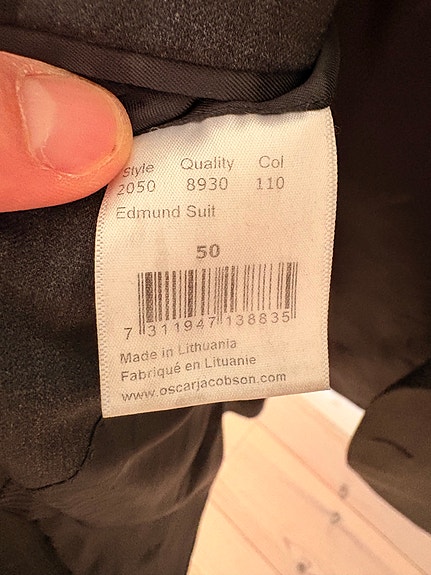 Style Quality Col
2050 8930 110
Edmund Suit
50
7 311947 138835
Made in Lithuania
Fabriqué en Lituanie
www.oscarjacobson.com